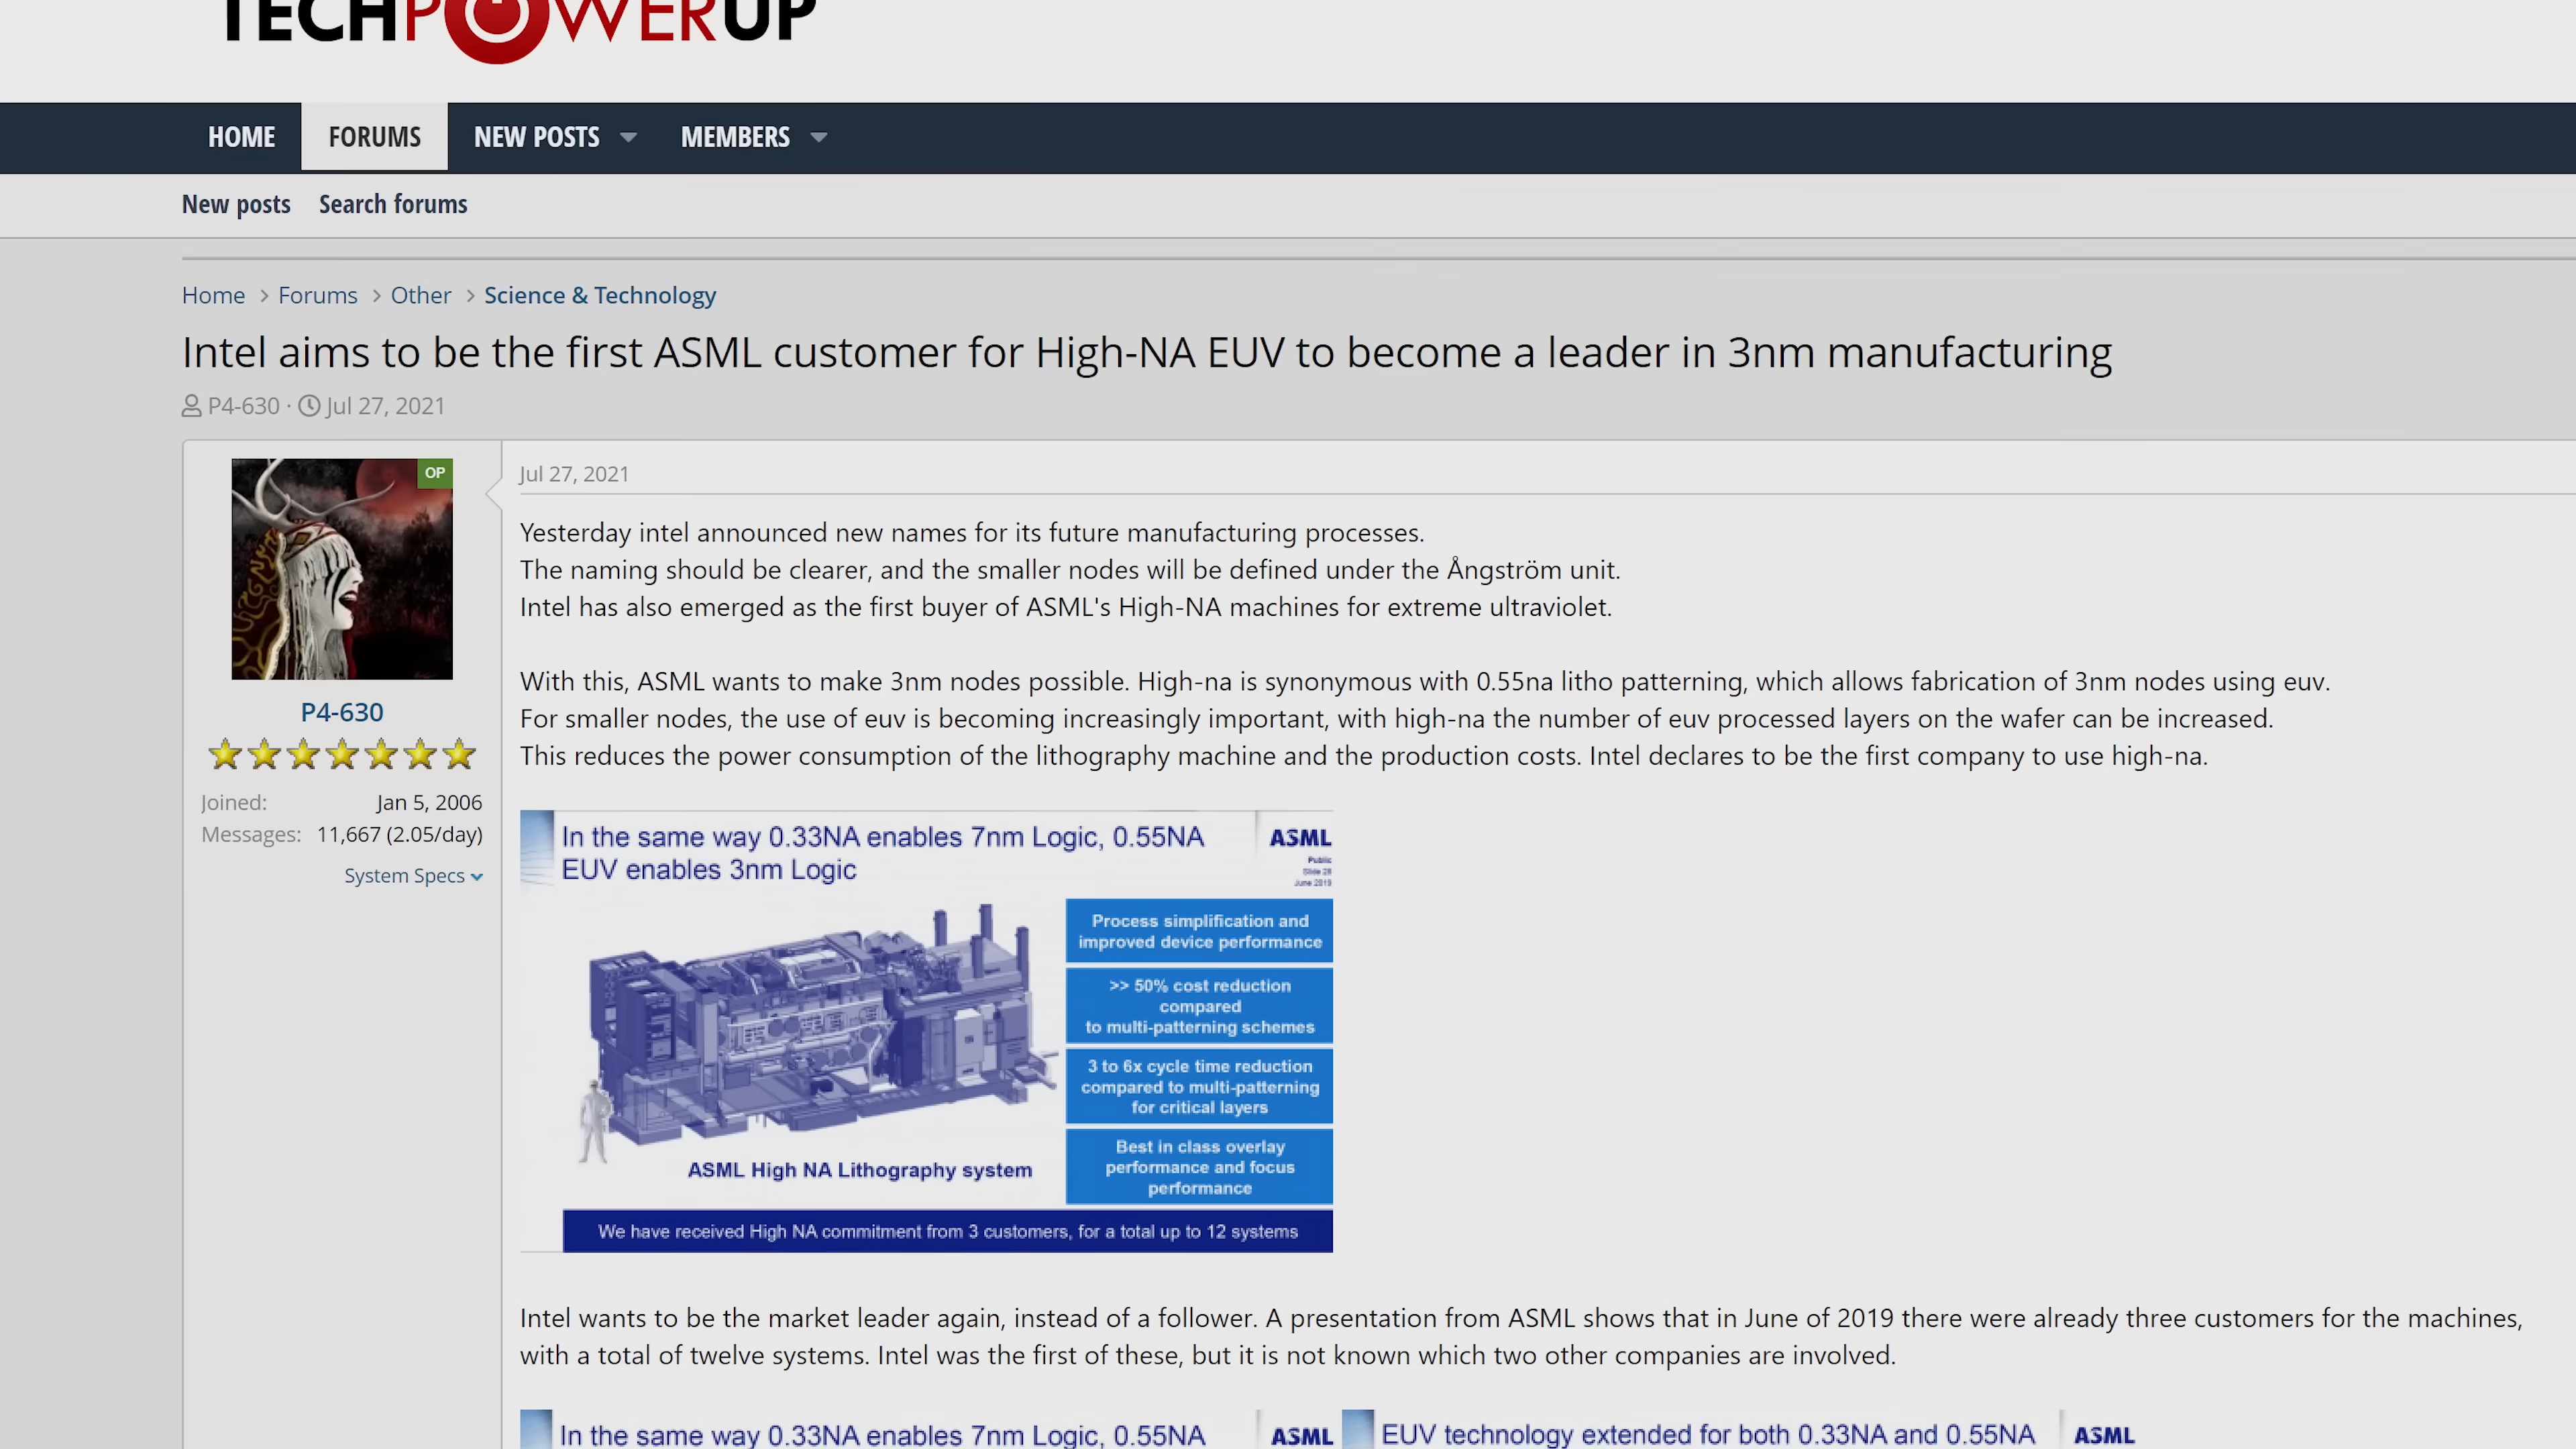 TECHPOWERUP
HOME FORUMS NEW POSTS MEMBERS
New posts Search forums
Home > Forums > Other > Science & Technology
Intel aims to be the first ASML customer for High-NA EUV to become a leader in 3nm manufacturing
P4-630 · Jul 27, 2021
OP
P4-630
Joined: Jan 5, 2006
Messages: 11,667 (2.05/day)
System Specs
Jul 27, 2021
Yesterday intel announced new names for its future manufacturing processes.
The naming should be clearer, and the smaller nodes will be defined under the Ångström unit.
Intel has also emerged as the first buyer of ASML's High-NA machines for extreme ultraviolet.
With this, ASML wants to make 3nm nodes possible. High-na is synonymous with 0.55na litho patterning, which allows fabrication of 3nm nodes using euv.
For smaller nodes, the use of euv is becoming increasingly important, with high-na the number of euv processed layers on the wafer can be increased.
This reduces the power consumption of the lithography machine and the production costs. Intel declares to be the first company to use high-na.
In the same way 0.33NA enables 7nm Logic, 0.55NA
EUV enables 3nm Logic
ASML
Public
Slide 28
June 2019
Process simplification and
improved device performance
>> 50% cost reduction
compared
to multi-patterning schemes
3 to 6x cycle time reduction
compared to multi-patterning
for critical layers
Best in class overlay
performance and focus
performance
ASML High NA Lithography system
We have received High NA commitment from 3 customers, for a total up to 12 systems
Intel wants to be the market leader again, instead of a follower. A presentation from ASML shows that in June of 2019 there were already three customers for the machines,
with a total of twelve systems. Intel was the first of these, but it is not known which two other companies are involved.
In the same way 0.33NA enables 7nm Logic, 0.55NA ASML
EUV technology extended for both 0.33NA and 0.55NA ASML